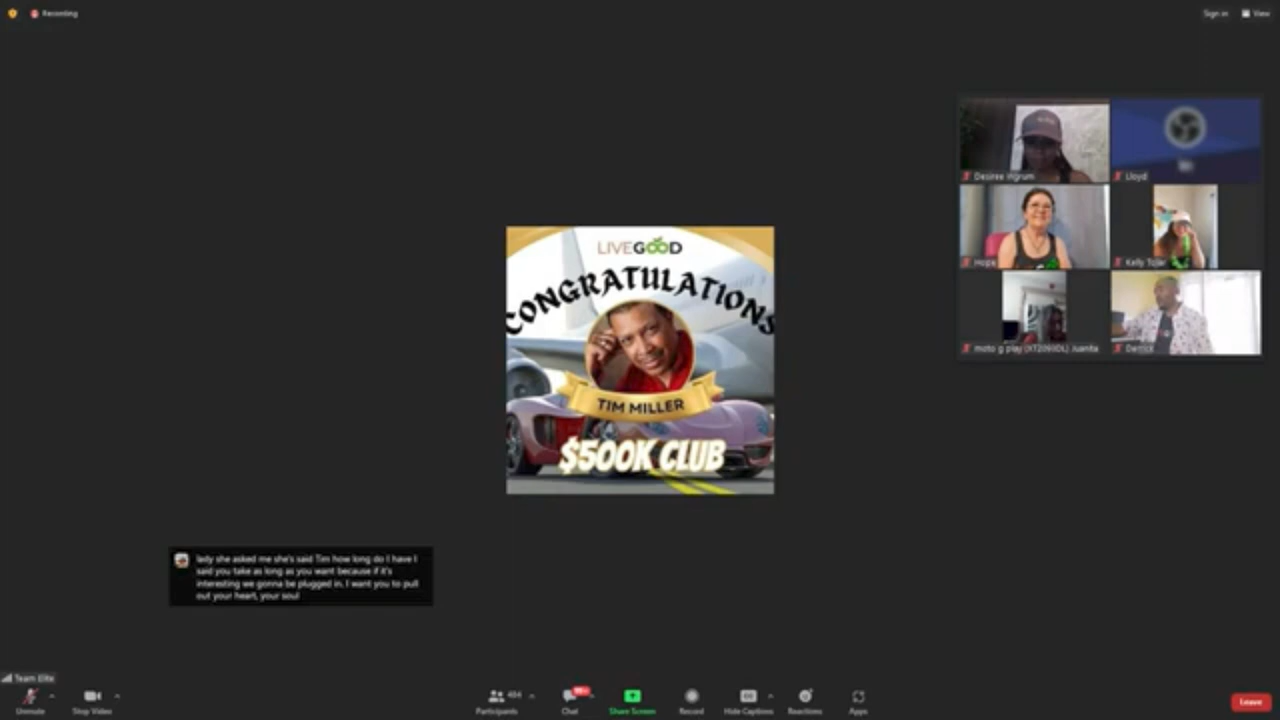 Recording
Sign in
View
Desiree Ingrum
Lloyd
Hope
Kelly
moto g play Juanita
Derrick
LIVEGOOD
CONGRATULATIONS
TIM MILLER
$500K CLUB
lady she asked me she's said Tim how long do I have I
said you take as long as you want because if it's
interesting we gonna be plugged in. I want you to pull
out your heart, your soul
Team Elite
Unmute
Stop Video
484
Participants
Chat
Share Screen
Record
Hide Captions
Reactions
Apps
Leave